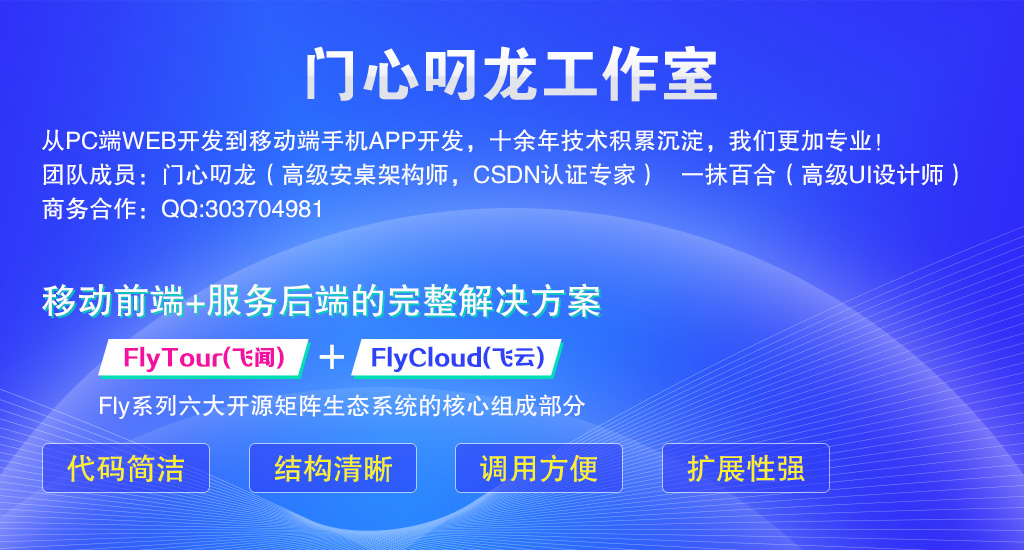 门心叼龙工作室
从PC端WEB开发到移动端手机APP开发，十余年技术积累沉淀，我们更加专业！
团队成员：门心叼龙（高级安桌架构师，CSDN认证专家） 一抹百合（高级UI设计师）
商务合作：QQ:303704981
移动前端+服务后端的完整解决方案
FlyTour(飞闻) + FlyCloud(飞云)
Fly系列六大开源矩阵生态系统的核心组成部分
代码简洁 结构清晰 调用方便 扩展性强